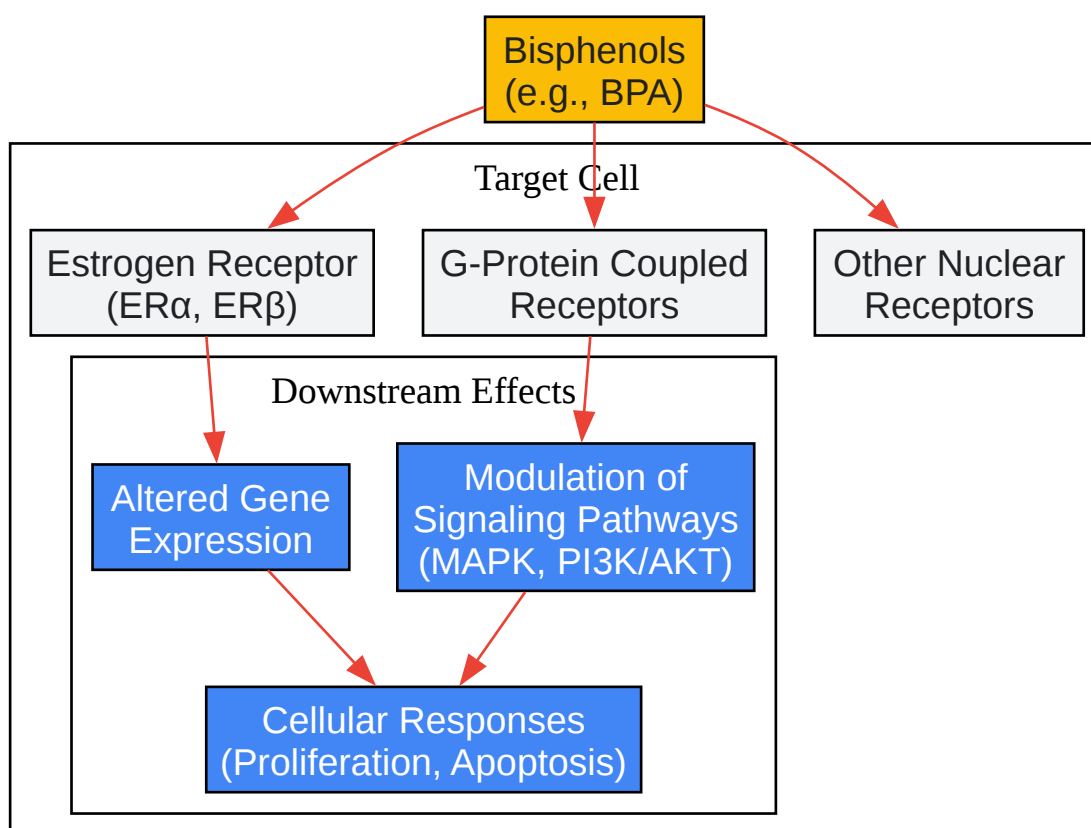 Bisphenols
(e.g., BPA)
Target Cell
Estrogen Receptor
(ERα, ERβ)
G-Protein Coupled
Receptors
Other Nuclear
Receptors
Downstream Effects
Altered Gene
Expression
Modulation of
Signaling Pathways
(MAPK, PI3K/AKT)
Cellular Responses
(Proliferation, Apoptosis)